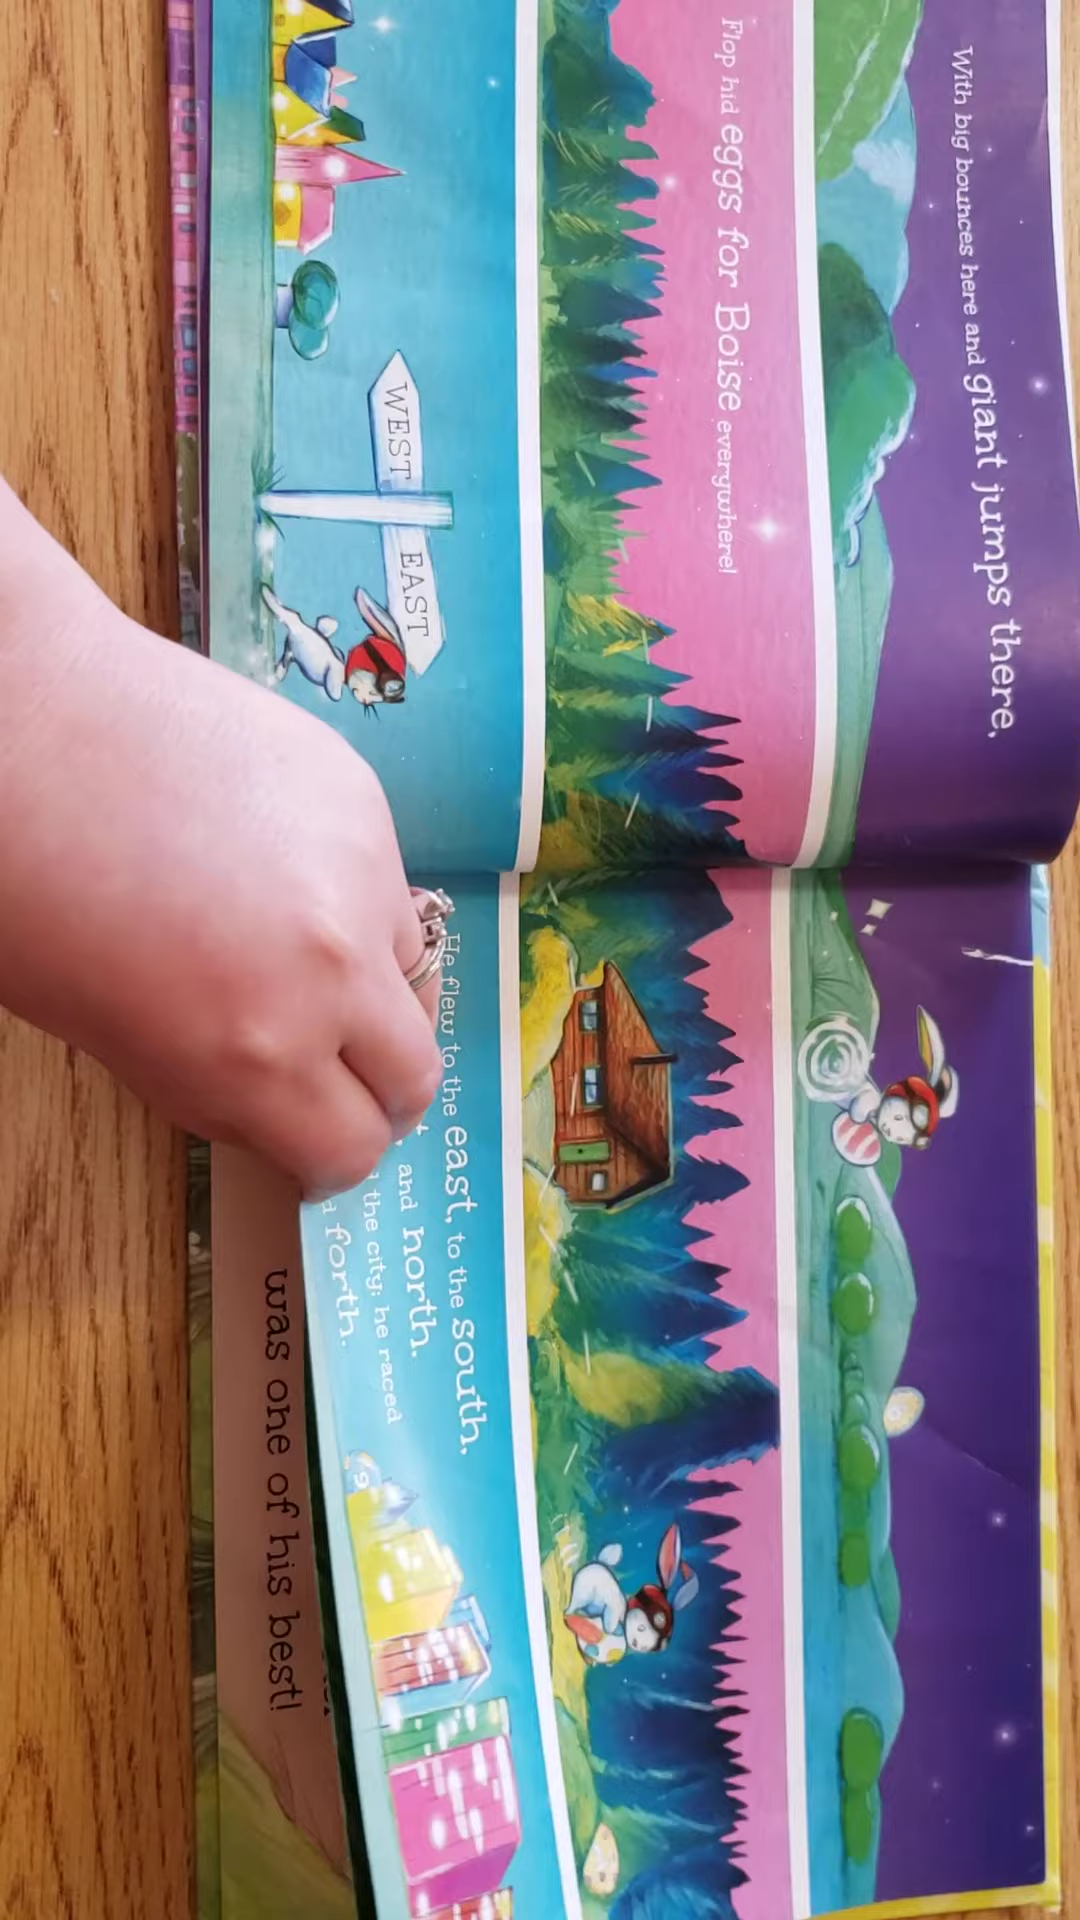 With big bounces here and giant jumps there,
Flop hid eggs for Boise everywhere!
WEST
EAST
He flew to the east, to the south,
and north.
the city; he raced
forth.
was one of his best!